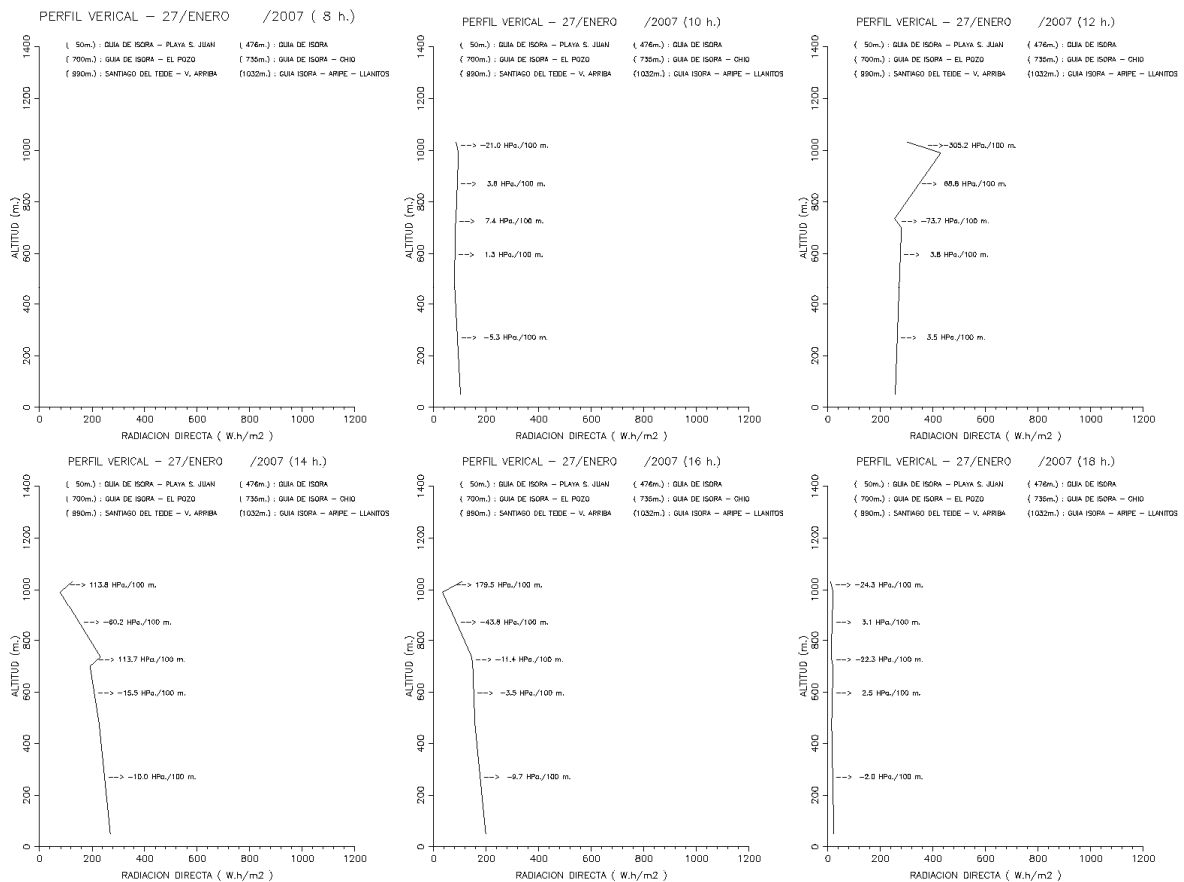 PERFIL VERICAL – 27/ENERO /2007 ( 8 h.)
( 50m.) : GUIA DE ISORA – PLAYA S. JUAN ( 476m.) : GUIA DE ISORA
( 700m.) : GUIA DE ISORA – EL POZO ( 735m.) : GUIA DE ISORA – CHIO
( 990m.) : SANTIAGO DEL TEIDE – V. ARRIBA (1032m.) : GUIA ISORA – ARIPE – LLANITOS
ALTITUD (m.)
0 200 400 600 800 1000 1200 1400
0 200 400 600 800 1000 1200
RADIACION DIRECTA ( W.h/m2 )
PERFIL VERICAL – 27/ENERO /2007 (10 h.)
( 50m.) : GUIA DE ISORA – PLAYA S. JUAN ( 476m.) : GUIA DE ISORA
( 700m.) : GUIA DE ISORA – EL POZO ( 735m.) : GUIA DE ISORA – CHIO
( 990m.) : SANTIAGO DEL TEIDE – V. ARRIBA (1032m.) : GUIA ISORA – ARIPE – LLANITOS
ALTITUD (m.)
0 200 400 600 800 1000 1200 1400
––> –21.0 HPa./100 m.
––> 3.8 HPa./100 m.
––> 7.4 HPa./100 m.
––> 1.3 HPa./100 m.
––> –5.3 HPa./100 m.
0 200 400 600 800 1000 1200
RADIACION DIRECTA ( W.h/m2 )
PERFIL VERICAL – 27/ENERO /2007 (12 h.)
( 50m.) : GUIA DE ISORA – PLAYA S. JUAN ( 476m.) : GUIA DE ISORA
( 700m.) : GUIA DE ISORA – EL POZO ( 735m.) : GUIA DE ISORA – CHIO
( 990m.) : SANTIAGO DEL TEIDE – V. ARRIBA (1032m.) : GUIA ISORA – ARIPE – LLANITOS
ALTITUD (m.)
0 200 400 600 800 1000 1200 1400
––> –305.2 HPa./100 m.
––> 68.8 HPa./100 m.
––> –73.7 HPa./100 m.
––> 3.8 HPa./100 m.
––> 3.5 HPa./100 m.
0 200 400 600 800 1000 1200
RADIACION DIRECTA ( W.h/m2 )
PERFIL VERICAL – 27/ENERO /2007 (14 h.)
( 50m.) : GUIA DE ISORA – PLAYA S. JUAN ( 476m.) : GUIA DE ISORA
( 700m.) : GUIA DE ISORA – EL POZO ( 735m.) : GUIA DE ISORA – CHIO
( 990m.) : SANTIAGO DEL TEIDE – V. ARRIBA (1032m.) : GUIA ISORA – ARIPE – LLANITOS
ALTITUD (m.)
0 200 400 600 800 1000 1200 1400
––> 113.8 HPa./100 m.
––> –60.2 HPa./100 m.
––> 113.7 HPa./100 m.
––> –15.5 HPa./100 m.
––> –10.0 HPa./100 m.
0 200 400 600 800 1000 1200
RADIACION DIRECTA ( W.h/m2 )
PERFIL VERICAL – 27/ENERO /2007 (16 h.)
( 50m.) : GUIA DE ISORA – PLAYA S. JUAN ( 476m.) : GUIA DE ISORA
( 700m.) : GUIA DE ISORA – EL POZO ( 735m.) : GUIA DE ISORA – CHIO
( 990m.) : SANTIAGO DEL TEIDE – V. ARRIBA (1032m.) : GUIA ISORA – ARIPE – LLANITOS
ALTITUD (m.)
0 200 400 600 800 1000 1200 1400
––> 179.5 HPa./100 m.
––> –43.8 HPa./100 m.
––> –11.4 HPa./100 m.
––> –3.5 HPa./100 m.
––> –9.7 HPa./100 m.
0 200 400 600 800 1000 1200
RADIACION DIRECTA ( W.h/m2 )
PERFIL VERICAL – 27/ENERO /2007 (18 h.)
( 50m.) : GUIA DE ISORA – PLAYA S. JUAN ( 476m.) : GUIA DE ISORA
( 700m.) : GUIA DE ISORA – EL POZO ( 735m.) : GUIA DE ISORA – CHIO
( 990m.) : SANTIAGO DEL TEIDE – V. ARRIBA (1032m.) : GUIA ISORA – ARIPE – LLANITOS
ALTITUD (m.)
0 200 400 600 800 1000 1200 1400
––> –24.3 HPa./100 m.
––> 3.1 HPa./100 m.
––> –22.3 HPa./100 m.
––> 2.5 HPa./100 m.
––> –2.0 HPa./100 m.
0 200 400 600 800 1000 1200
RADIACION DIRECTA ( W.h/m2 )